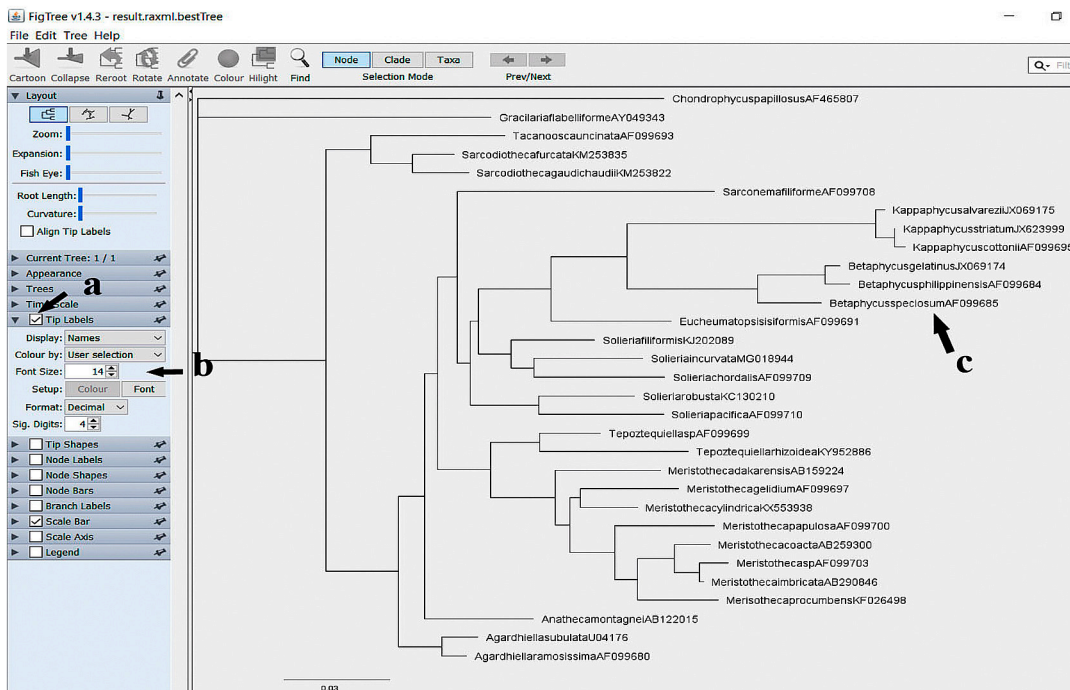 FigTree v1.4.3 - result.raxml.bestTree
File Edit Tree Help
Cartoon Collapse Reroot Rotate Annotate Colour Hilight Find
Node Clade Taxa
Selection Mode
Prev/Next
Layout
Zoom:
Expansion:
Fish Eye:
Root Length:
Curvature:
Align Tip Labels
Current Tree: 1 / 1
Appearance
Trees
a
Time Scale
Tip Labels
Display: Names
Colour by: User selection
Font Size: 14
b
Setup: Colour Font
Format: Decimal
Sig. Digits: 4
Tip Shapes
Node Labels
Node Shapes
Node Bars
Branch Labels
Scale Bar
Scale Axis
Legend
ChondrophycuspapillosusAF465807
GracilariaflabelliformeAY049343
TacanooscauncinataAF099693
SarcodiothecafurcataKM253835
SarcodiothecagaudichaudiiKM253822
SarconemafiliformeAF099708
KappaphycusalvareziiJX069175
KappaphycusstriatumJX623999
KappaphycuscottoniiAF099695
BetaphycusgelatinusJX069174
BetaphycusphilippinensisAF099684
BetaphycusspeciosumAF099685
c
EucheumatopsisisiformisAF099691
SolieriafiliformisKJ202089
SolieriaincurvataMG018944
SolieriachordalisAF099709
SolieriarobustaKC130210
SolieriapacificaAF099710
TepoztequiellaspAF099699
TepoztequiellarhizoideaKY952886
MeristothecadakarensisAB159224
MeristothecagelidiumAF099697
MeristothecacylindricaKX553938
MeristothecapapulosaAF099700
MeristothecacoactaAB259300
MeristothecaspAF099703
MeristothecaimbricataAB290846
MerisothecaprocumbensKF026498
AnathecamontagneiAB122015
AgardhiellasubulataU04176
AgardhiellaramosissimaAF099680
0.03